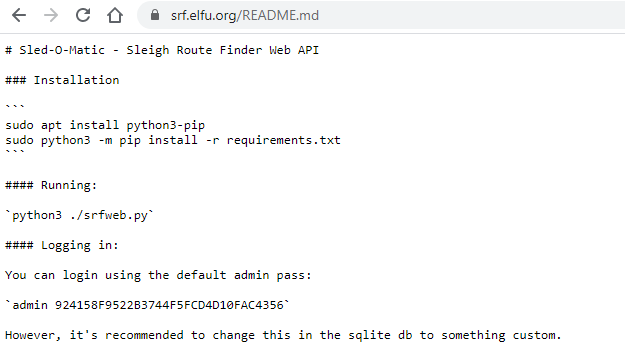 srf.elfu.org/README.md
# Sled-O-Matic - Sleigh Route Finder Web API
### Installation
```
sudo apt install python3-pip
sudo python3 -m pip install -r requirements.txt
```
#### Running:
`python3 ./srfweb.py`
#### Logging in:
You can login using the default admin pass:
`admin 924158F9522B3744F5FCD4D10FAC4356`
However, it's recommended to change this in the sqlite db to something custom.